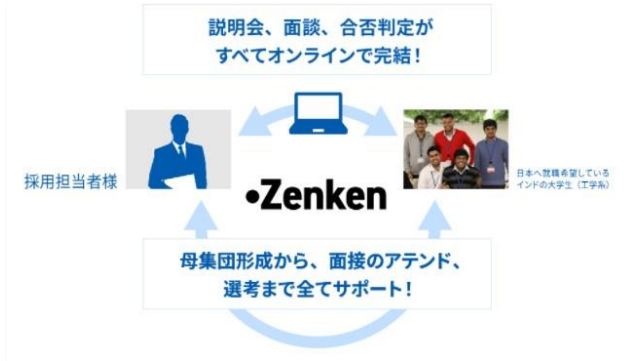 説明会、面談、合否判定が
すべてオンラインで完結！
採用担当者様
•Zenken
日本へ就職希望している
インドの大学生（工学系）
母集団形成から、面接のアテンド、
選考まで全てサポート！